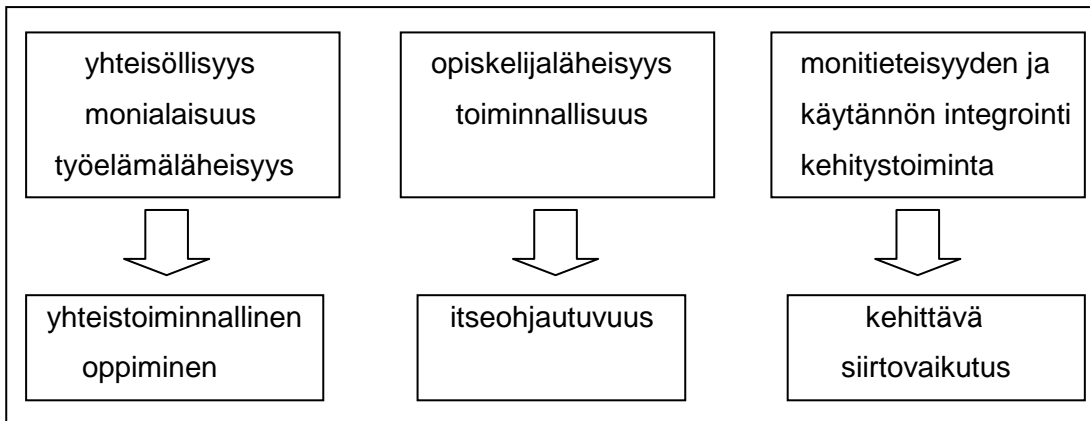 yhteisöllisyys
monialaisuus
työelämäläheisyys
opiskelijaläheisyys
toiminnallisuus
monitieteisyyden ja
käytännön integrointi
kehitystoiminta
yhteistoiminnallinen
oppiminen
itseohjautuvuus
kehittävä
siirtovaikutus